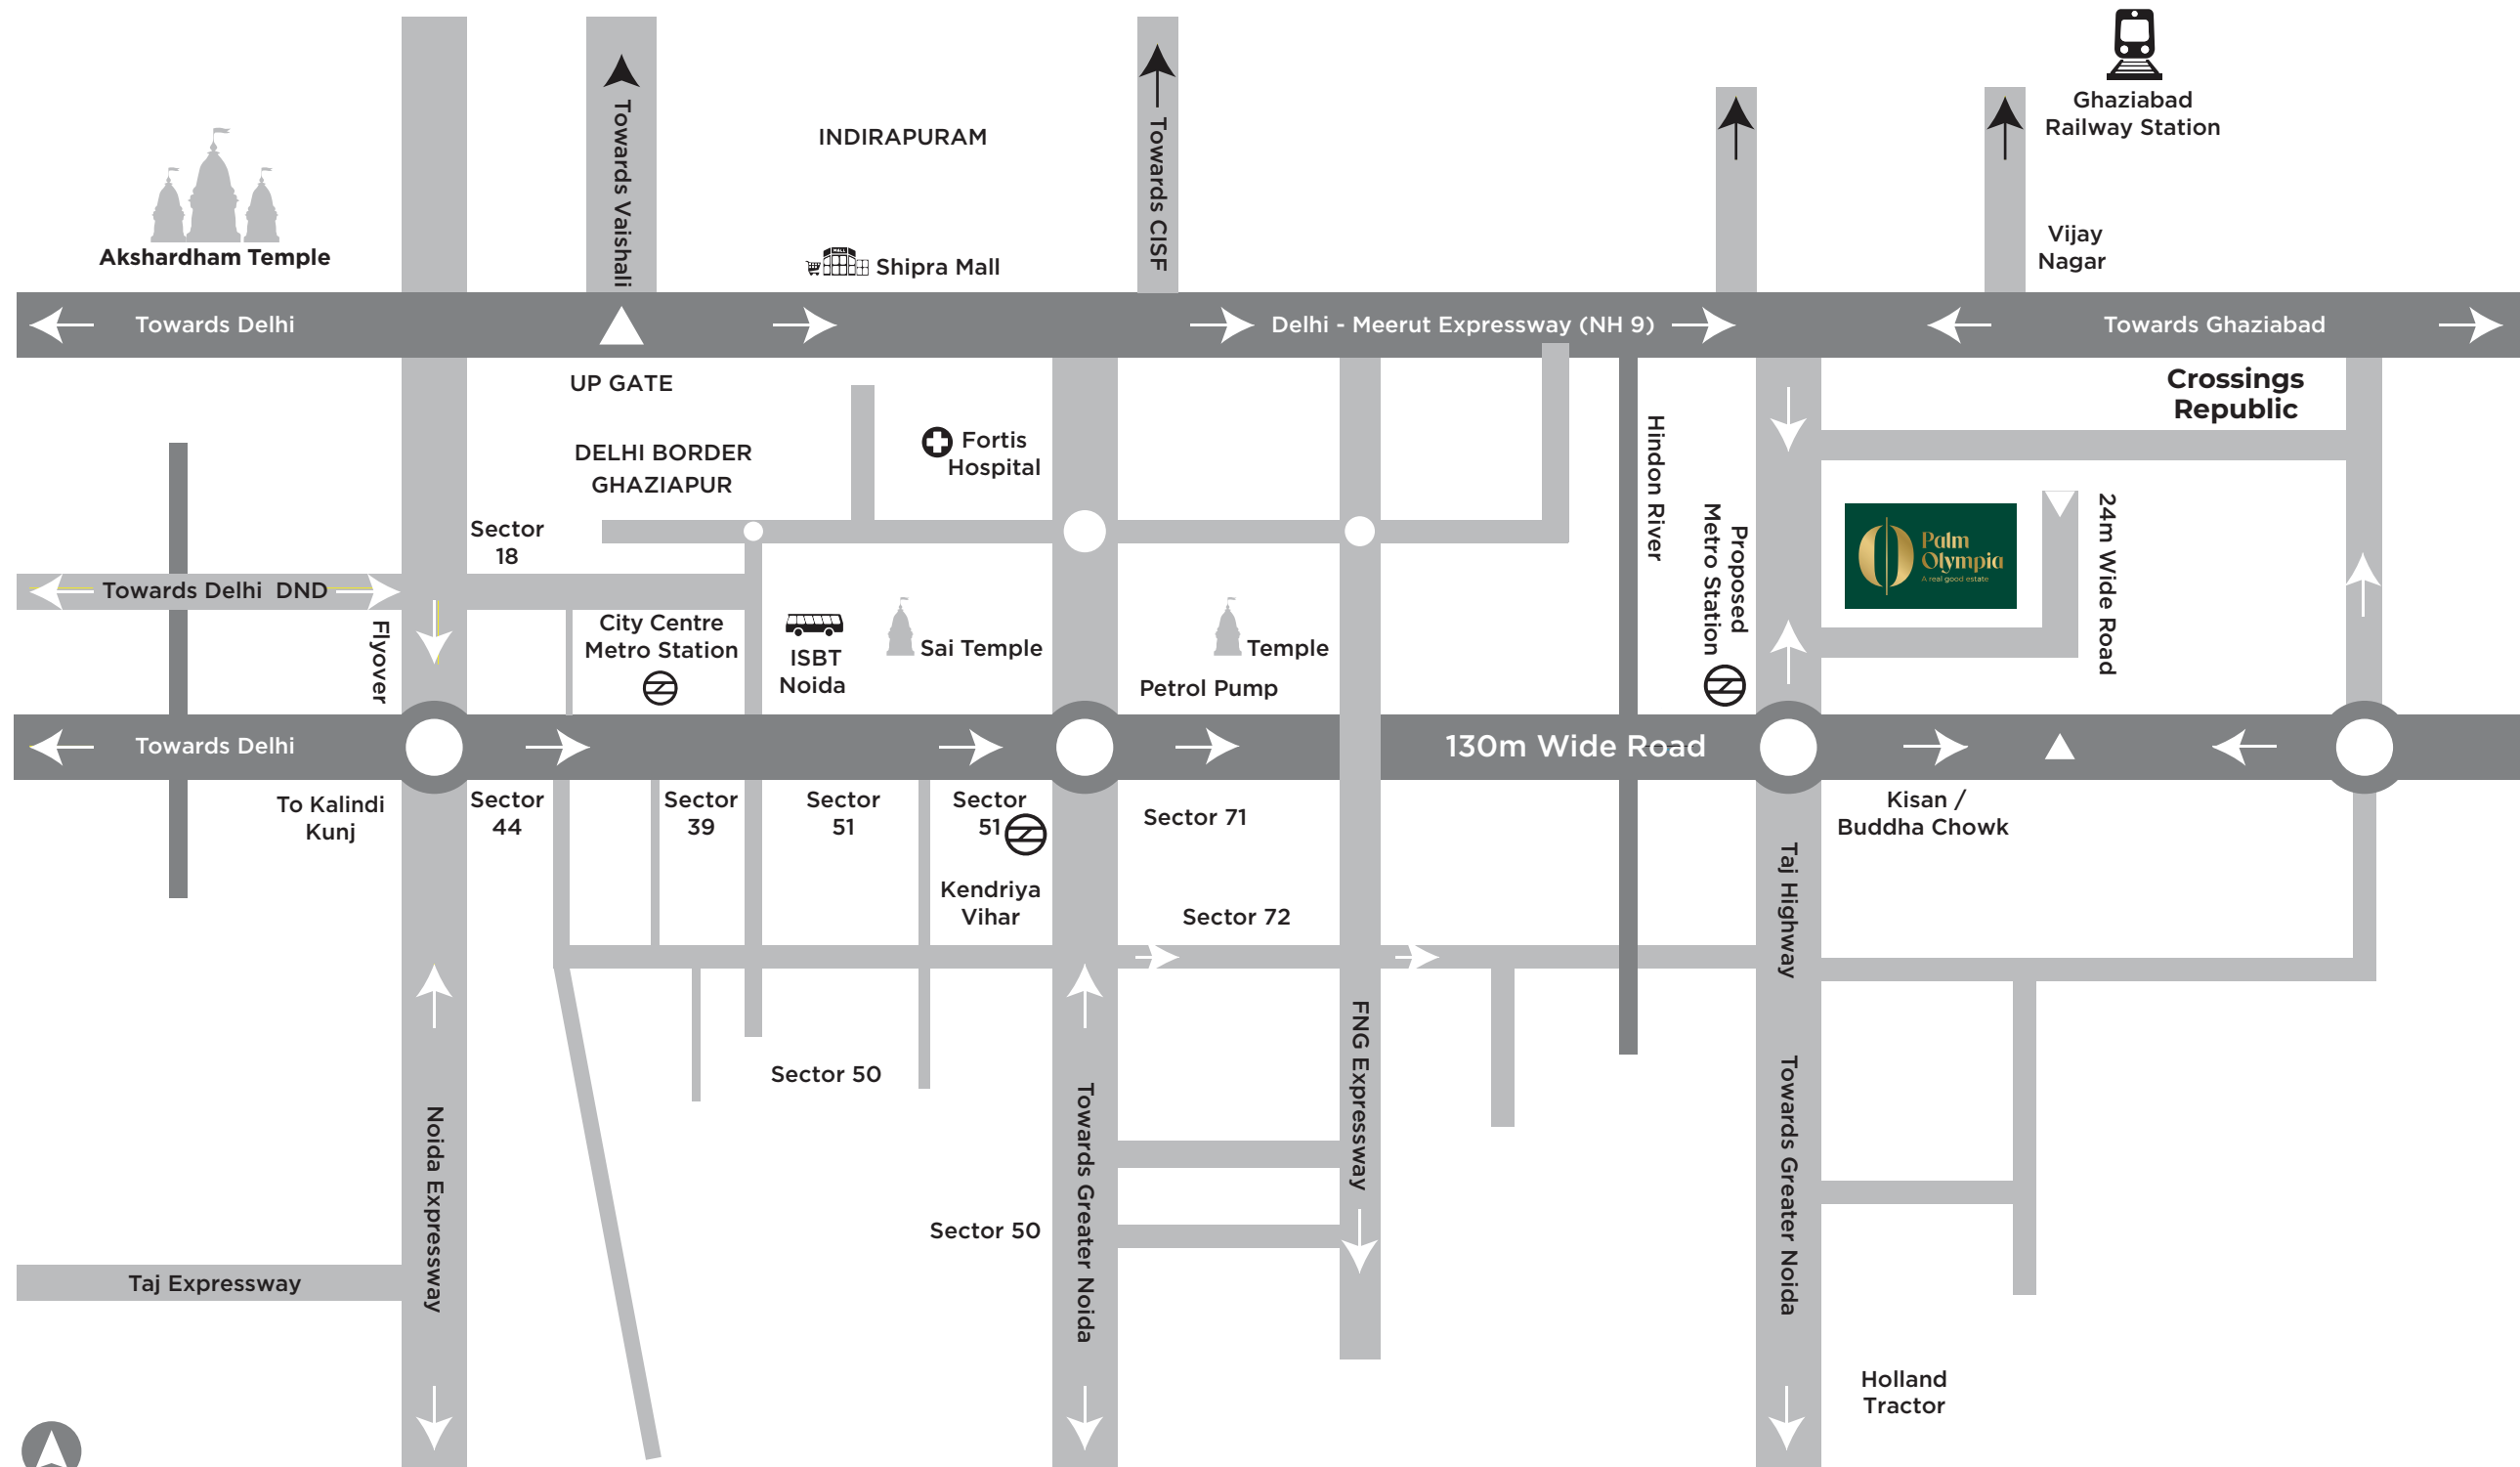 Ghaziabad
Railway Station
Towards Vaishali
INDIRAPURAM
Towards CISF
Akshardham Temple
MALL
Shipra Mall
Vijay
Nagar
Towards Delhi
Delhi - Meerut Expressway (NH 9)
Towards Ghaziabad
UP GATE
Crossings
Republic
DELHI BORDER
GHAZIAPUR
Fortis
Hospital
Hindon River
Proposed
Metro Station
Palm
Olympia
A real good estate
24m Wide Road
Sector
18
Towards Delhi DND
Flyover
City Centre
Metro Station
ISBT
Noida
Sai Temple
Temple
Petrol Pump
Towards Delhi
130m Wide Road
To Kalindi
Kunj
Sector
44
Sector
39
Sector
51
Sector
51
Sector 71
Kisan /
Buddha Chowk
Kendriya
Vihar
Sector 72
Taj Highway
FNG Expressway
Sector 50
Noida Expressway
Towards Greater Noida
Towards Greater Noida
Sector 50
Taj Expressway
Holland
Tractor